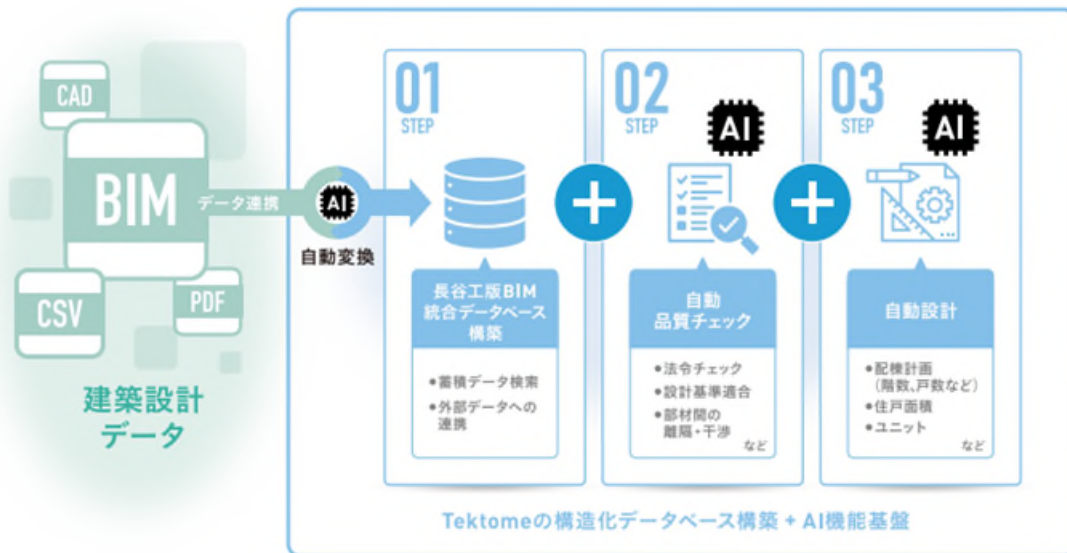 CAD
BIM
CSV
PDF
建築設計
データ
データ連携
AI
自動変換
01
STEP
長谷工版BIM
統合データベース
構築
●蓄積データ検索
●外部データへの
連携
02
STEP
AI
自動
品質チェック
●法令チェック
●設計基準適合
●部材間の
離隔・干渉
など
03
STEP
AI
自動設計
●配棟計画
（階数、戸数など）
●住戸面積
●ユニット
など
Tektomeの構造化データベース構築 + AI機能基盤